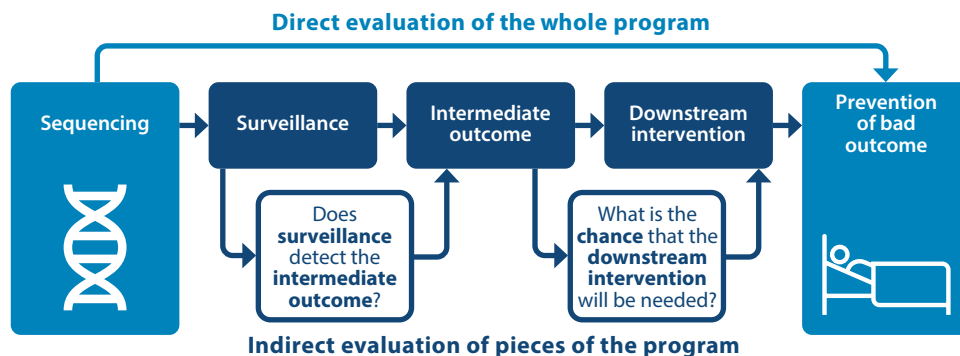 Direct evaluation of the whole program
Sequencing
Surveillance
Intermediate
outcome
Downstream
intervention
Prevention
of bad
outcome
Does
surveillance
detect the
intermediate
outcome?
What is the
chance that the
downstream
intervention
will be needed?
Indirect evaluation of pieces of the program